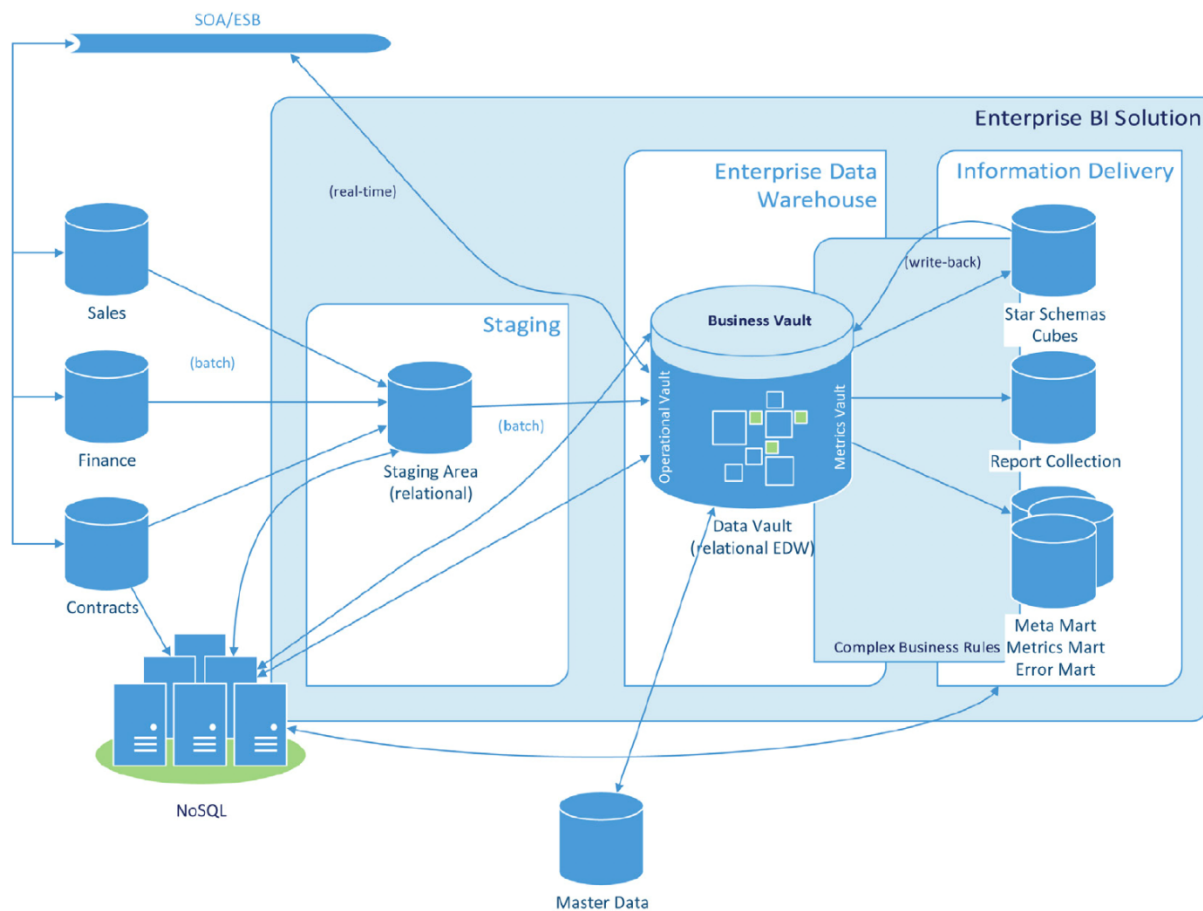 SOA/ESB
Enterprise BI Solution
(real-time)
Enterprise Data
Warehouse
Information Delivery
Sales
Staging
(write-back)
Business Vault
Star Schemas
Cubes
(batch)
Finance
(batch)
Staging Area
(relational)
Operational Vault
Metrics Vault
Report Collection
Data Vault
(relational EDW)
Contracts
Complex Business Rules
Meta Mart
Metrics Mart
Error Mart
NoSQL
Master Data